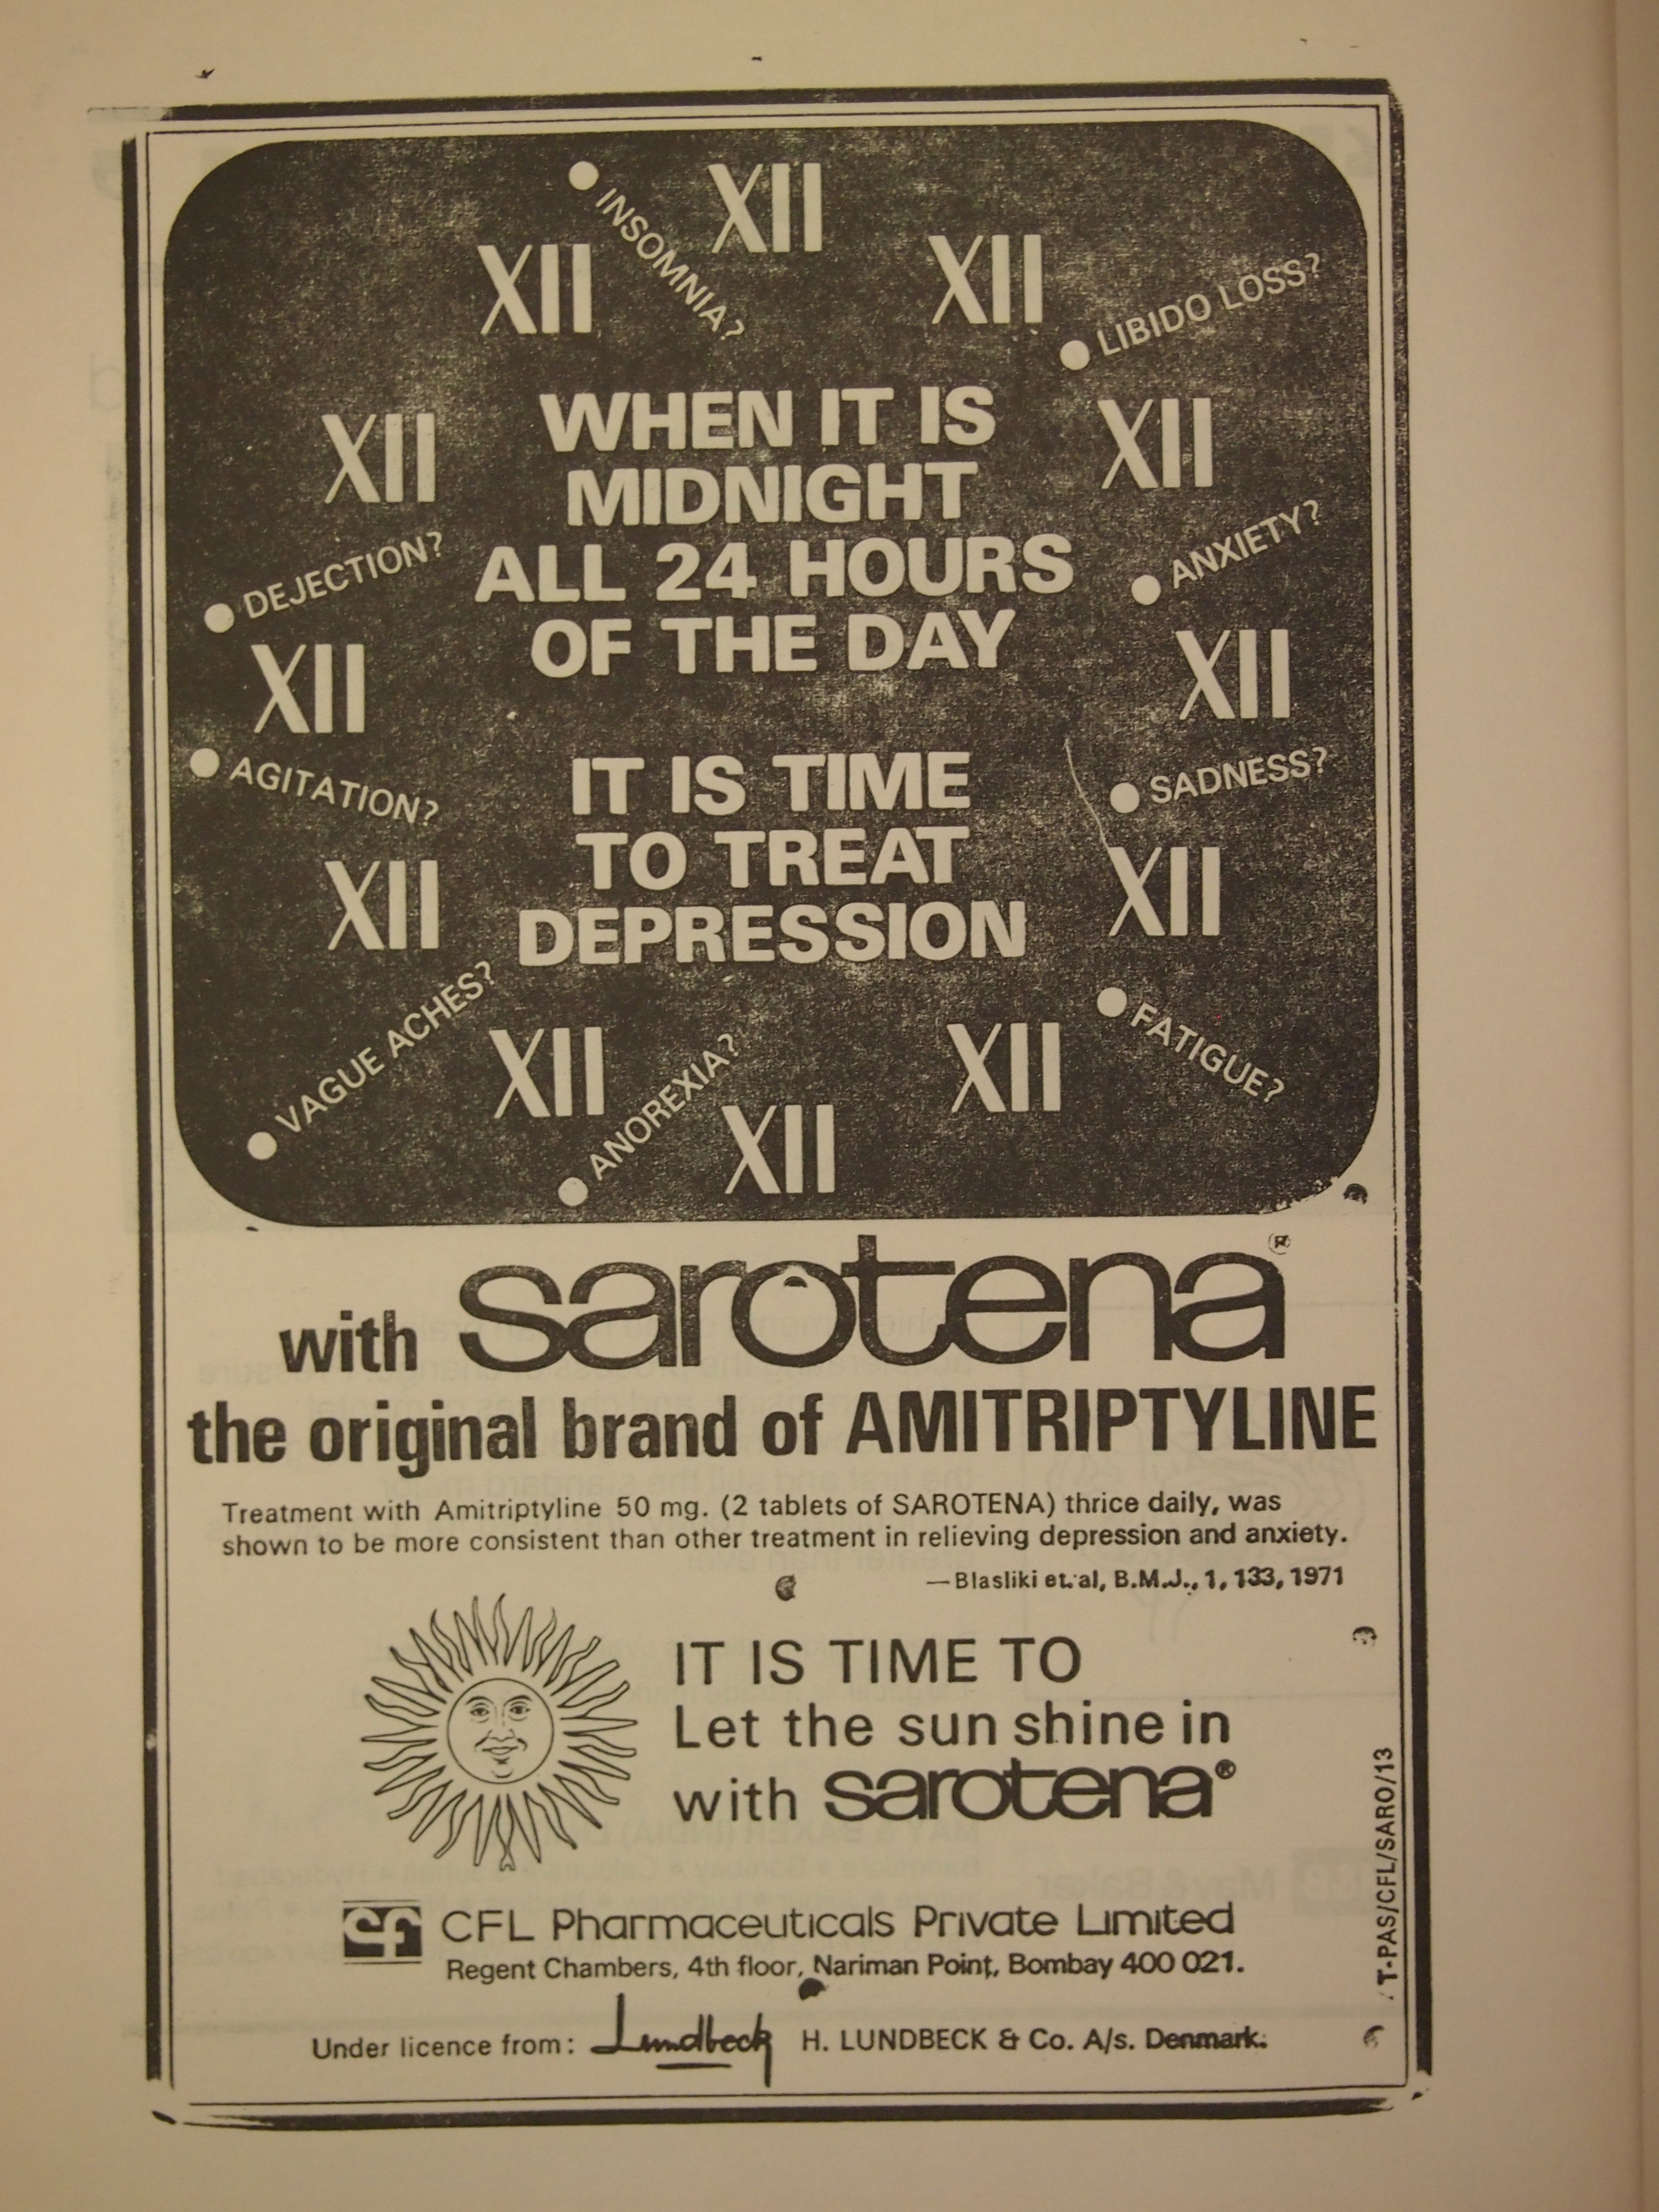 XII
XII
XII
● INSOMNIA?
● LIBIDO LOSS?
XII
XII
WHEN IT IS
MIDNIGHT
ALL 24 HOURS
OF THE DAY
● DEJECTION?
● ANXIETY?
XII
XII
● AGITATION?
● SADNESS?
IT IS TIME
TO TREAT
DEPRESSION
XII
XII
● VAGUE ACHES?
● FATIGUE?
XII
XII
● ANOREXIA?
XII
with sarotena®
the original brand of AMITRIPTYLINE
Treatment with Amitriptyline 50 mg. (2 tablets of SAROTENA) thrice daily, was
shown to be more consistent than other treatment in relieving depression and anxiety.
—Blasliki et. al, B.M.J., 1, 133, 1971
IT IS TIME TO
Let the sun shine in
with sarotena®
cf CFL Pharmaceuticals Private Limited
Regent Chambers, 4th floor, Nariman Point, Bombay 400 021.
Under licence from: Lundbeck H. LUNDBECK & Co. A/s. Denmark.
T-PAS/CFL/SARO/13